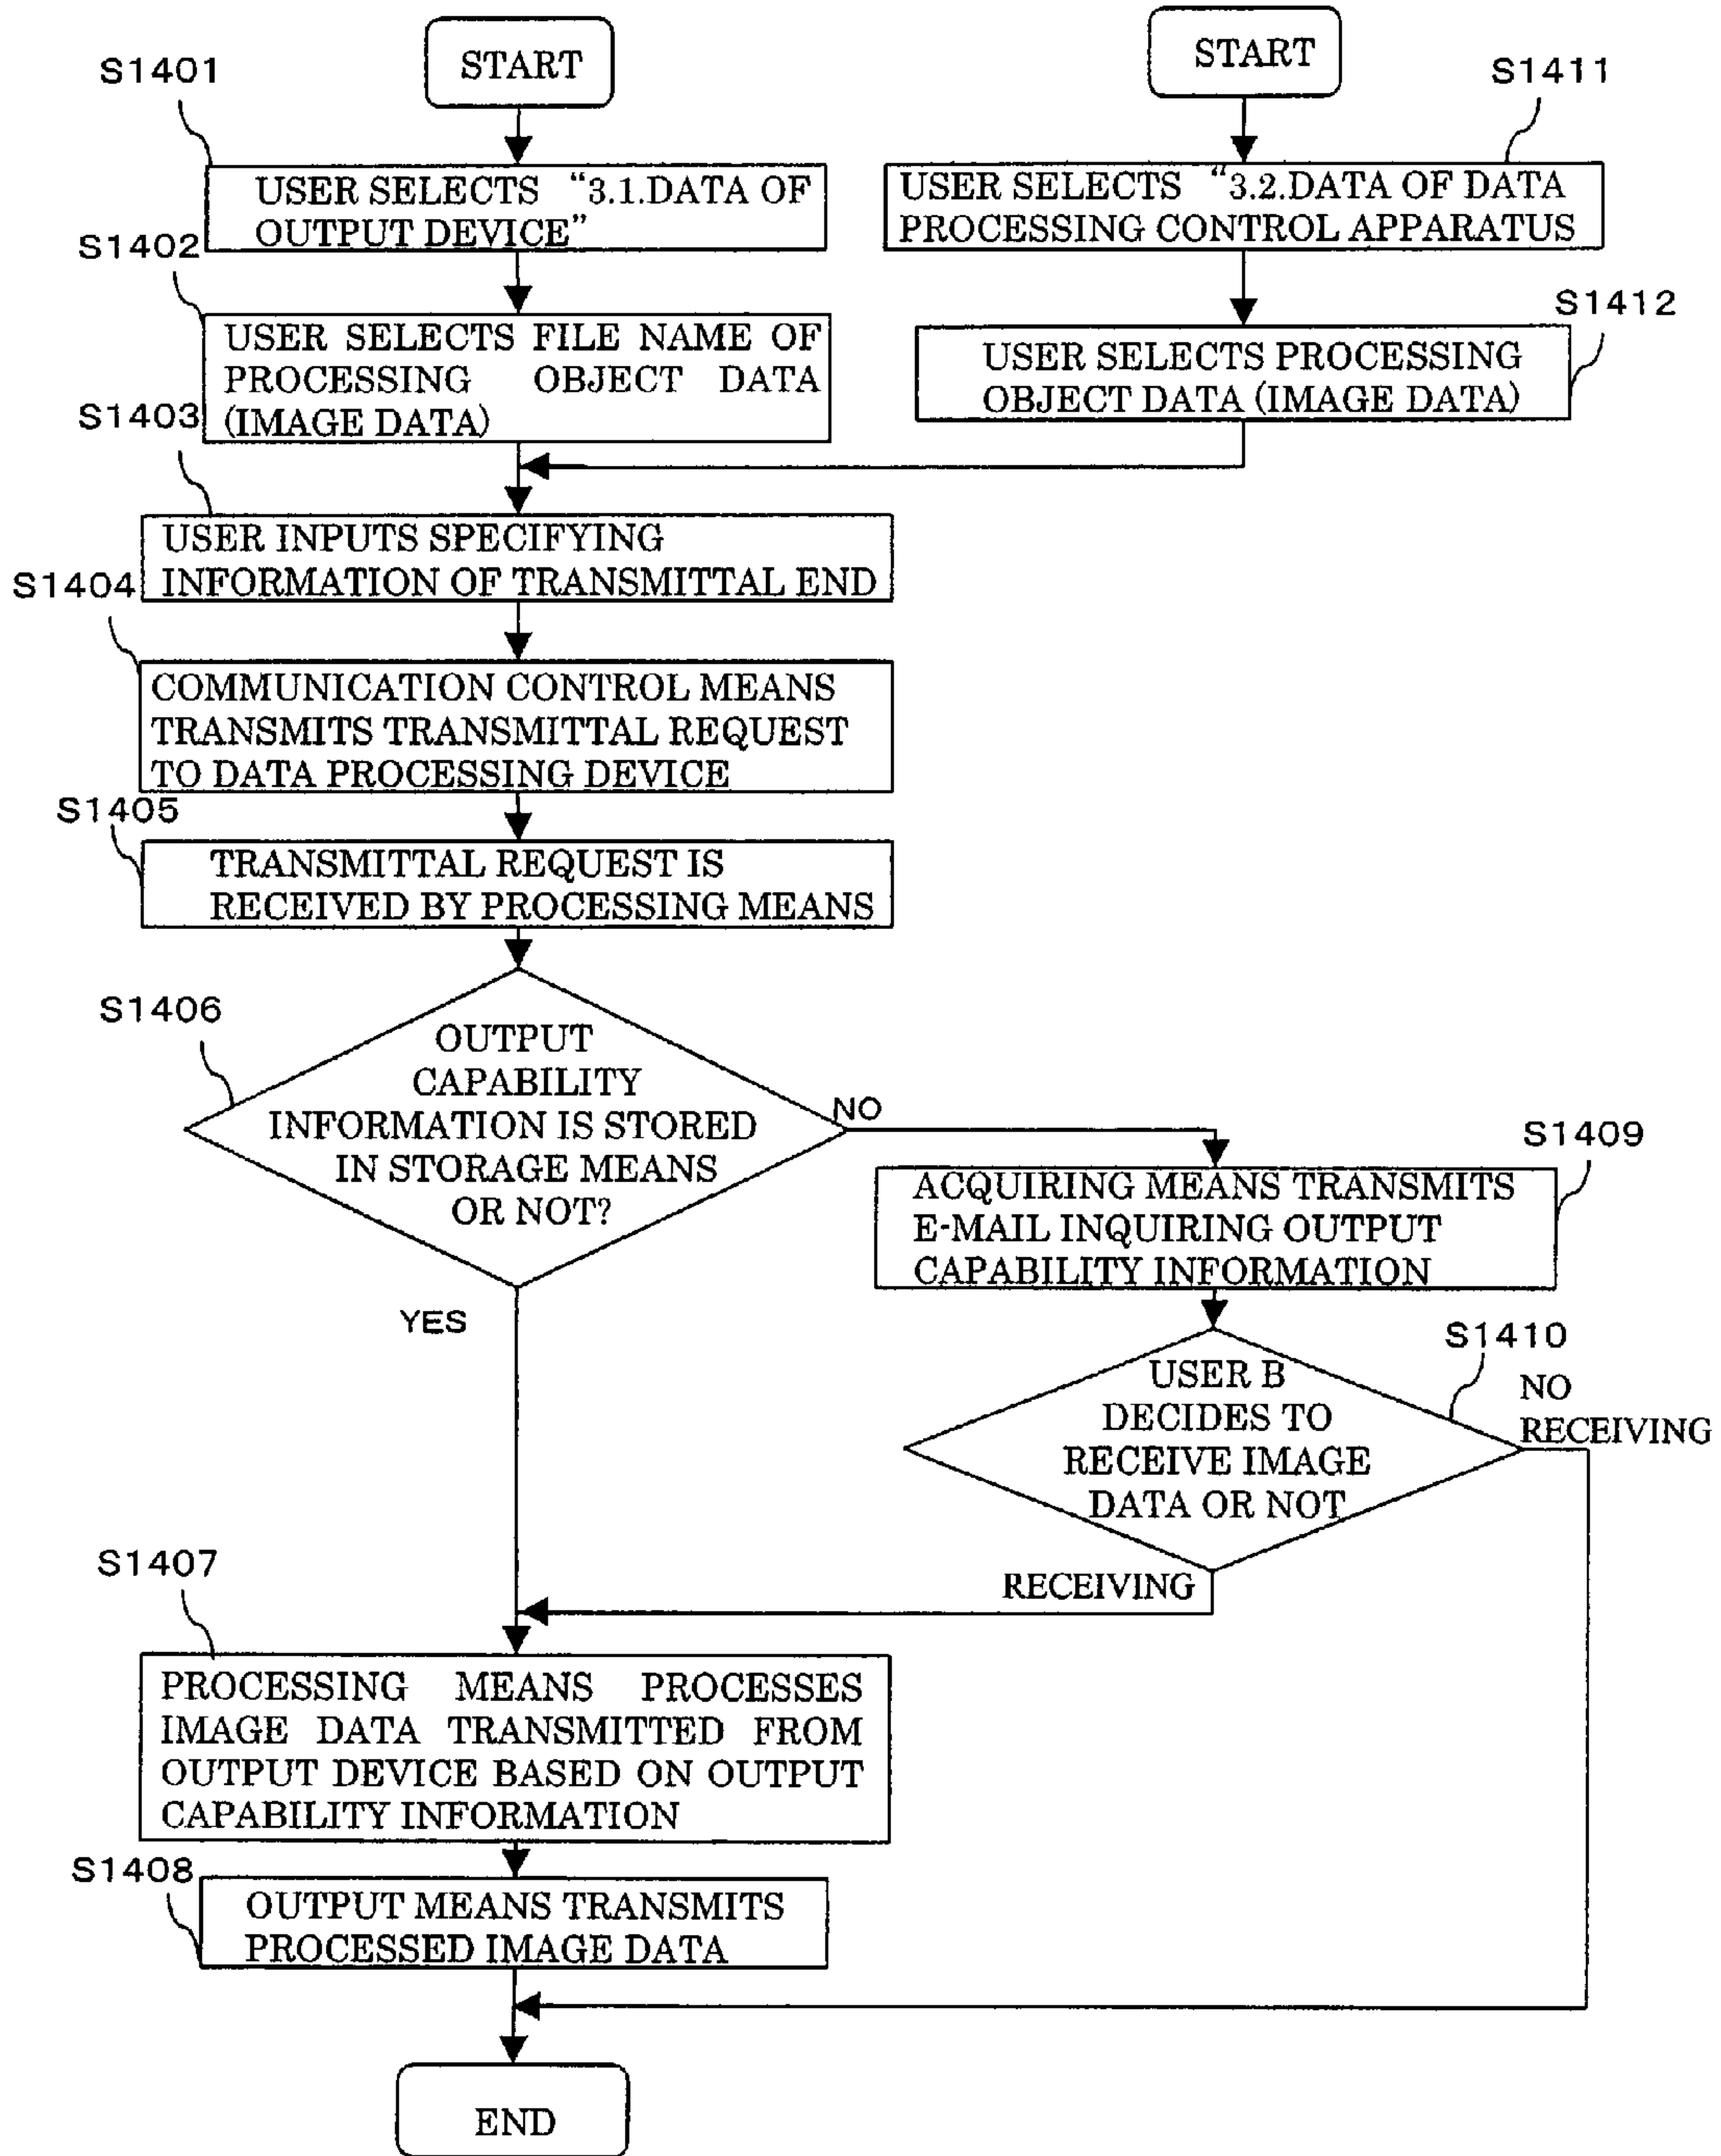 START
START
S1401
S1411
USER SELECTS “3.1.DATA OF
OUTPUT DEVICE”
USER SELECTS “3.2.DATA OF DATA
PROCESSING CONTROL APPARATUS
S1402
S1412
USER SELECTS FILE NAME OF
PROCESSING OBJECT DATA
(IMAGE DATA)
USER SELECTS PROCESSING
OBJECT DATA (IMAGE DATA)
S1403
USER INPUTS SPECIFYING
INFORMATION OF TRANSMITTAL END
S1404
COMMUNICATION CONTROL MEANS
TRANSMITS TRANSMITTAL REQUEST
TO DATA PROCESSING DEVICE
S1405
TRANSMITTAL REQUEST IS
RECEIVED BY PROCESSING MEANS
S1406
OUTPUT
CAPABILITY
INFORMATION IS STORED
IN STORAGE MEANS
OR NOT?
NO
YES
S1409
ACQUIRING MEANS TRANSMITS
E-MAIL INQUIRING OUTPUT
CAPABILITY INFORMATION
S1410
USER B
DECIDES TO
RECEIVE IMAGE
DATA OR NOT
NO
RECEIVING
RECEIVING
S1407
PROCESSING MEANS PROCESSES
IMAGE DATA TRANSMITTED FROM
OUTPUT DEVICE BASED ON OUTPUT
CAPABILITY INFORMATION
S1408
OUTPUT MEANS TRANSMITS
PROCESSED IMAGE DATA
END